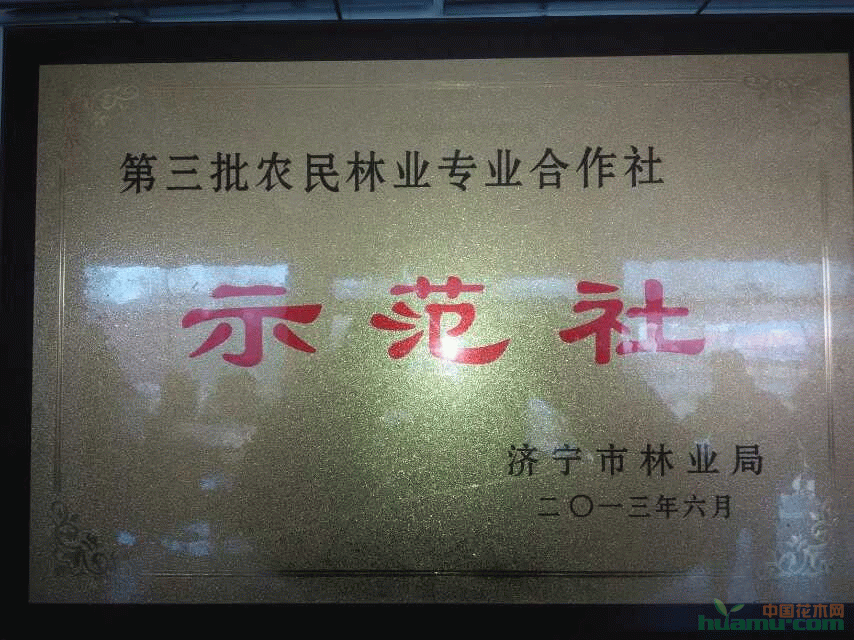 第三批农民林业专业合作社
示范社
济宁市林业局
二〇一三年六月
中国花木网
huamu.com